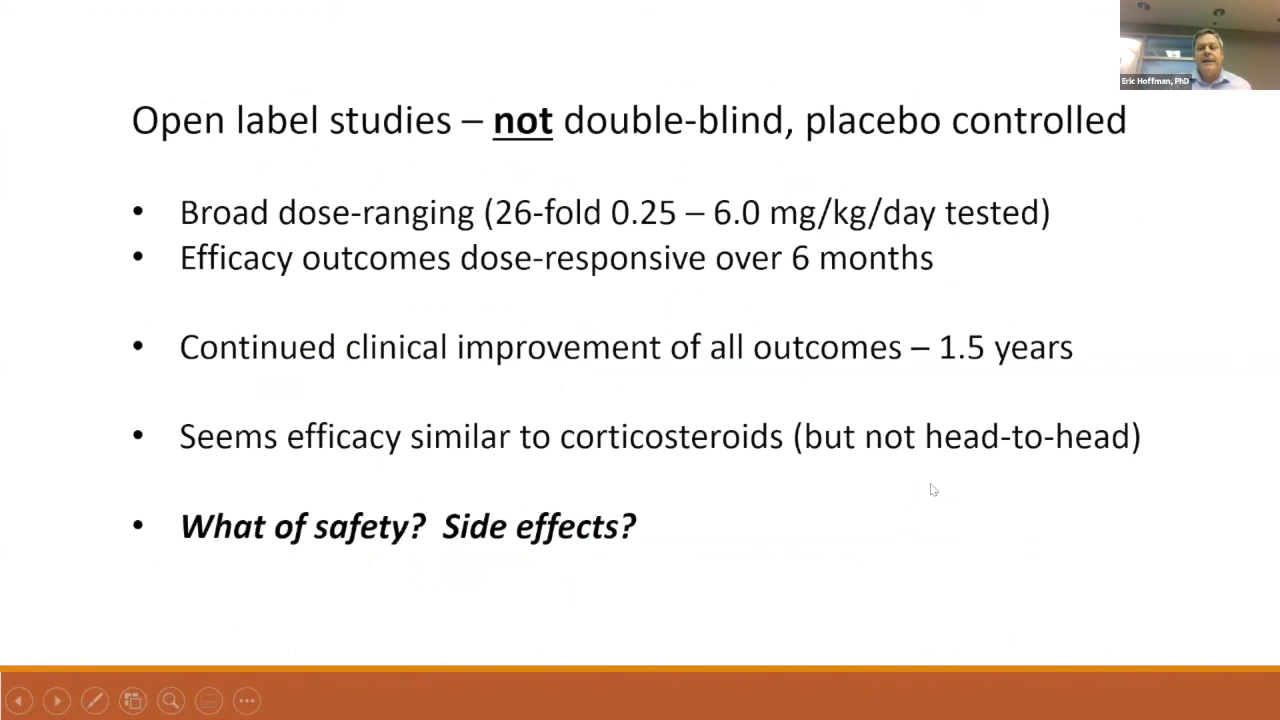 Eric Hoffman, PhD
Open label studies – not double-blind, placebo controlled
• Broad dose-ranging (26-fold 0.25 – 6.0 mg/kg/day tested)
• Efficacy outcomes dose-responsive over 6 months
• Continued clinical improvement of all outcomes – 1.5 years
• Seems efficacy similar to corticosteroids (but not head-to-head)
• What of safety?  Side effects?